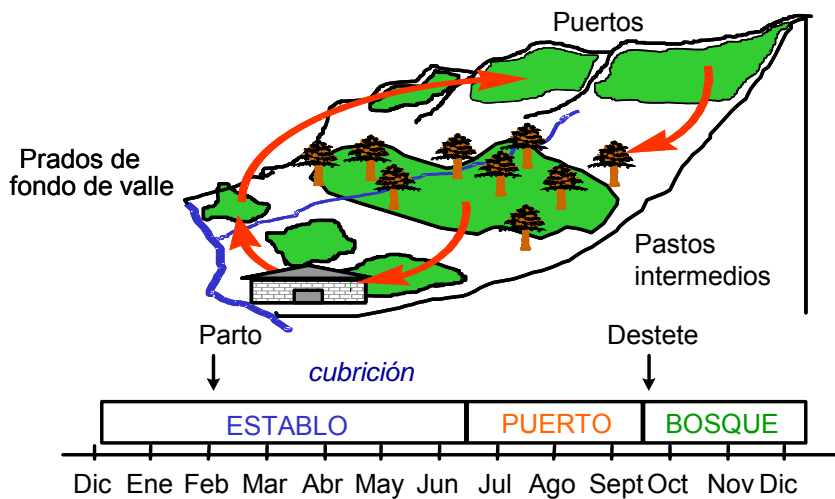 Puertos
Prados de
fondo de valle
Pastos
intermedios
Parto
Destete
cubrición
ESTABLO PUERTO BOSQUE
Dic Ene Feb Mar Abr May Jun Jul Ago Sept Oct Nov Dic